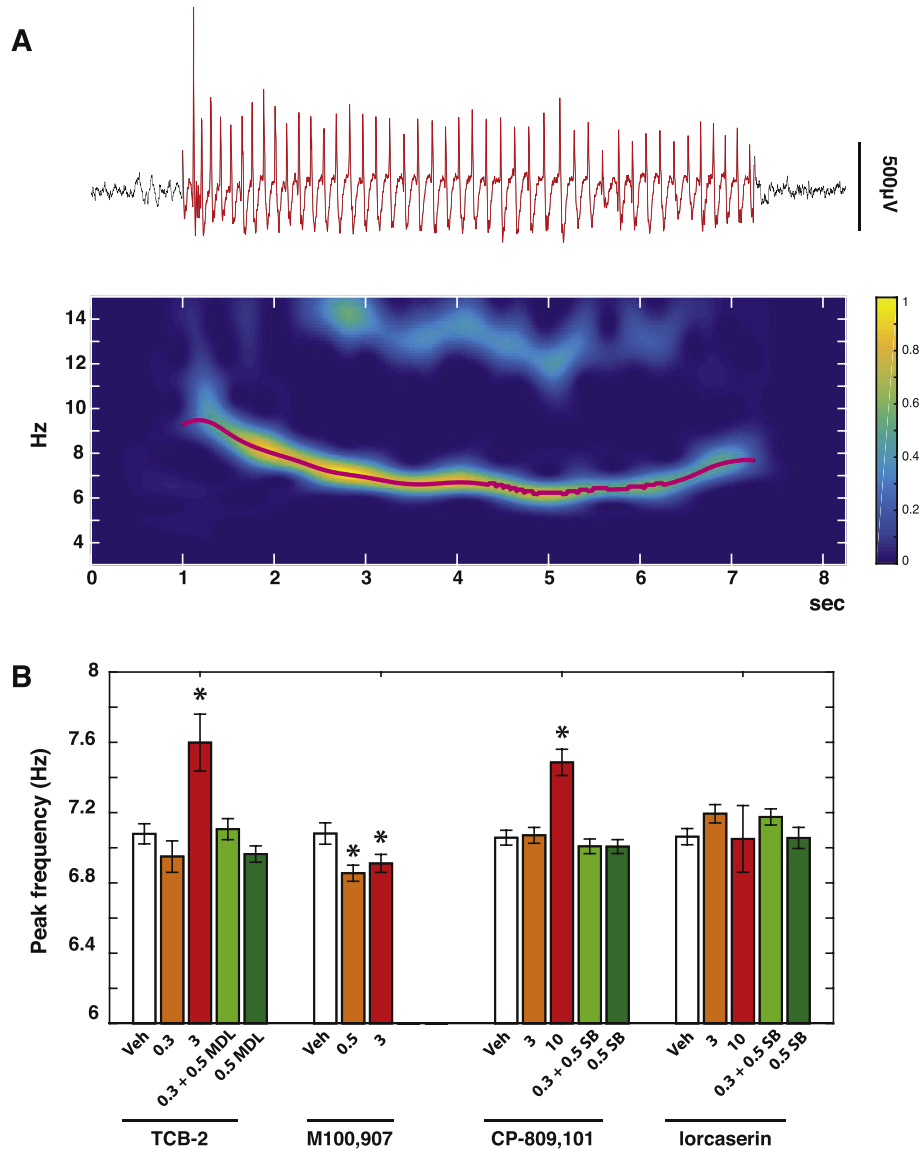 A
500µV
14
12
10
8
6
4
Hz
0 1 2 3 4 5 6 7 8
sec
1
0.8
0.6
0.4
0.2
0
B
8
7.6
7.2
6.8
6.4
6
Peak frequency (Hz)
* * * *
Veh 0.3 3 0.3 + 0.5 MDL 0.5 MDL
Veh 0.5 3
Veh 3 10 0.3 + 0.5 SB 0.5 SB
Veh 3 10 0.3 + 0.5 SB 0.5 SB
TCB-2 M100,907 CP-809,101 lorcaserin